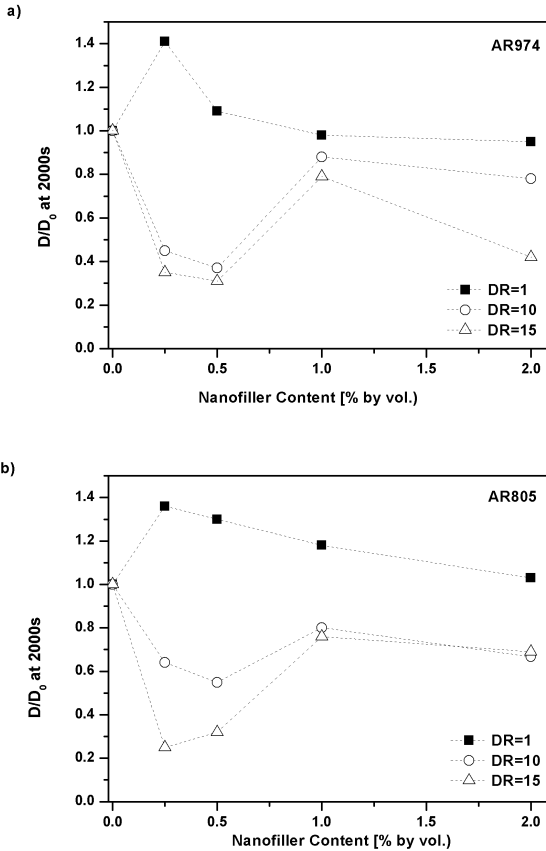 a)
AR974
1.4
1.2
1.0
0.8
0.6
0.4
0.2
0.0
D/D0 at 2000s
DR=1
DR=10
DR=15
0.0 0.5 1.0 1.5 2.0
Nanofiller Content [% by vol.)
b)
AR805
1.4
1.2
1.0
0.8
0.6
0.4
0.2
0.0
D/D0 at 2000s
DR=1
DR=10
DR=15
0.0 0.5 1.0 1.5 2.0
Nanofiller Content [% by vol.)